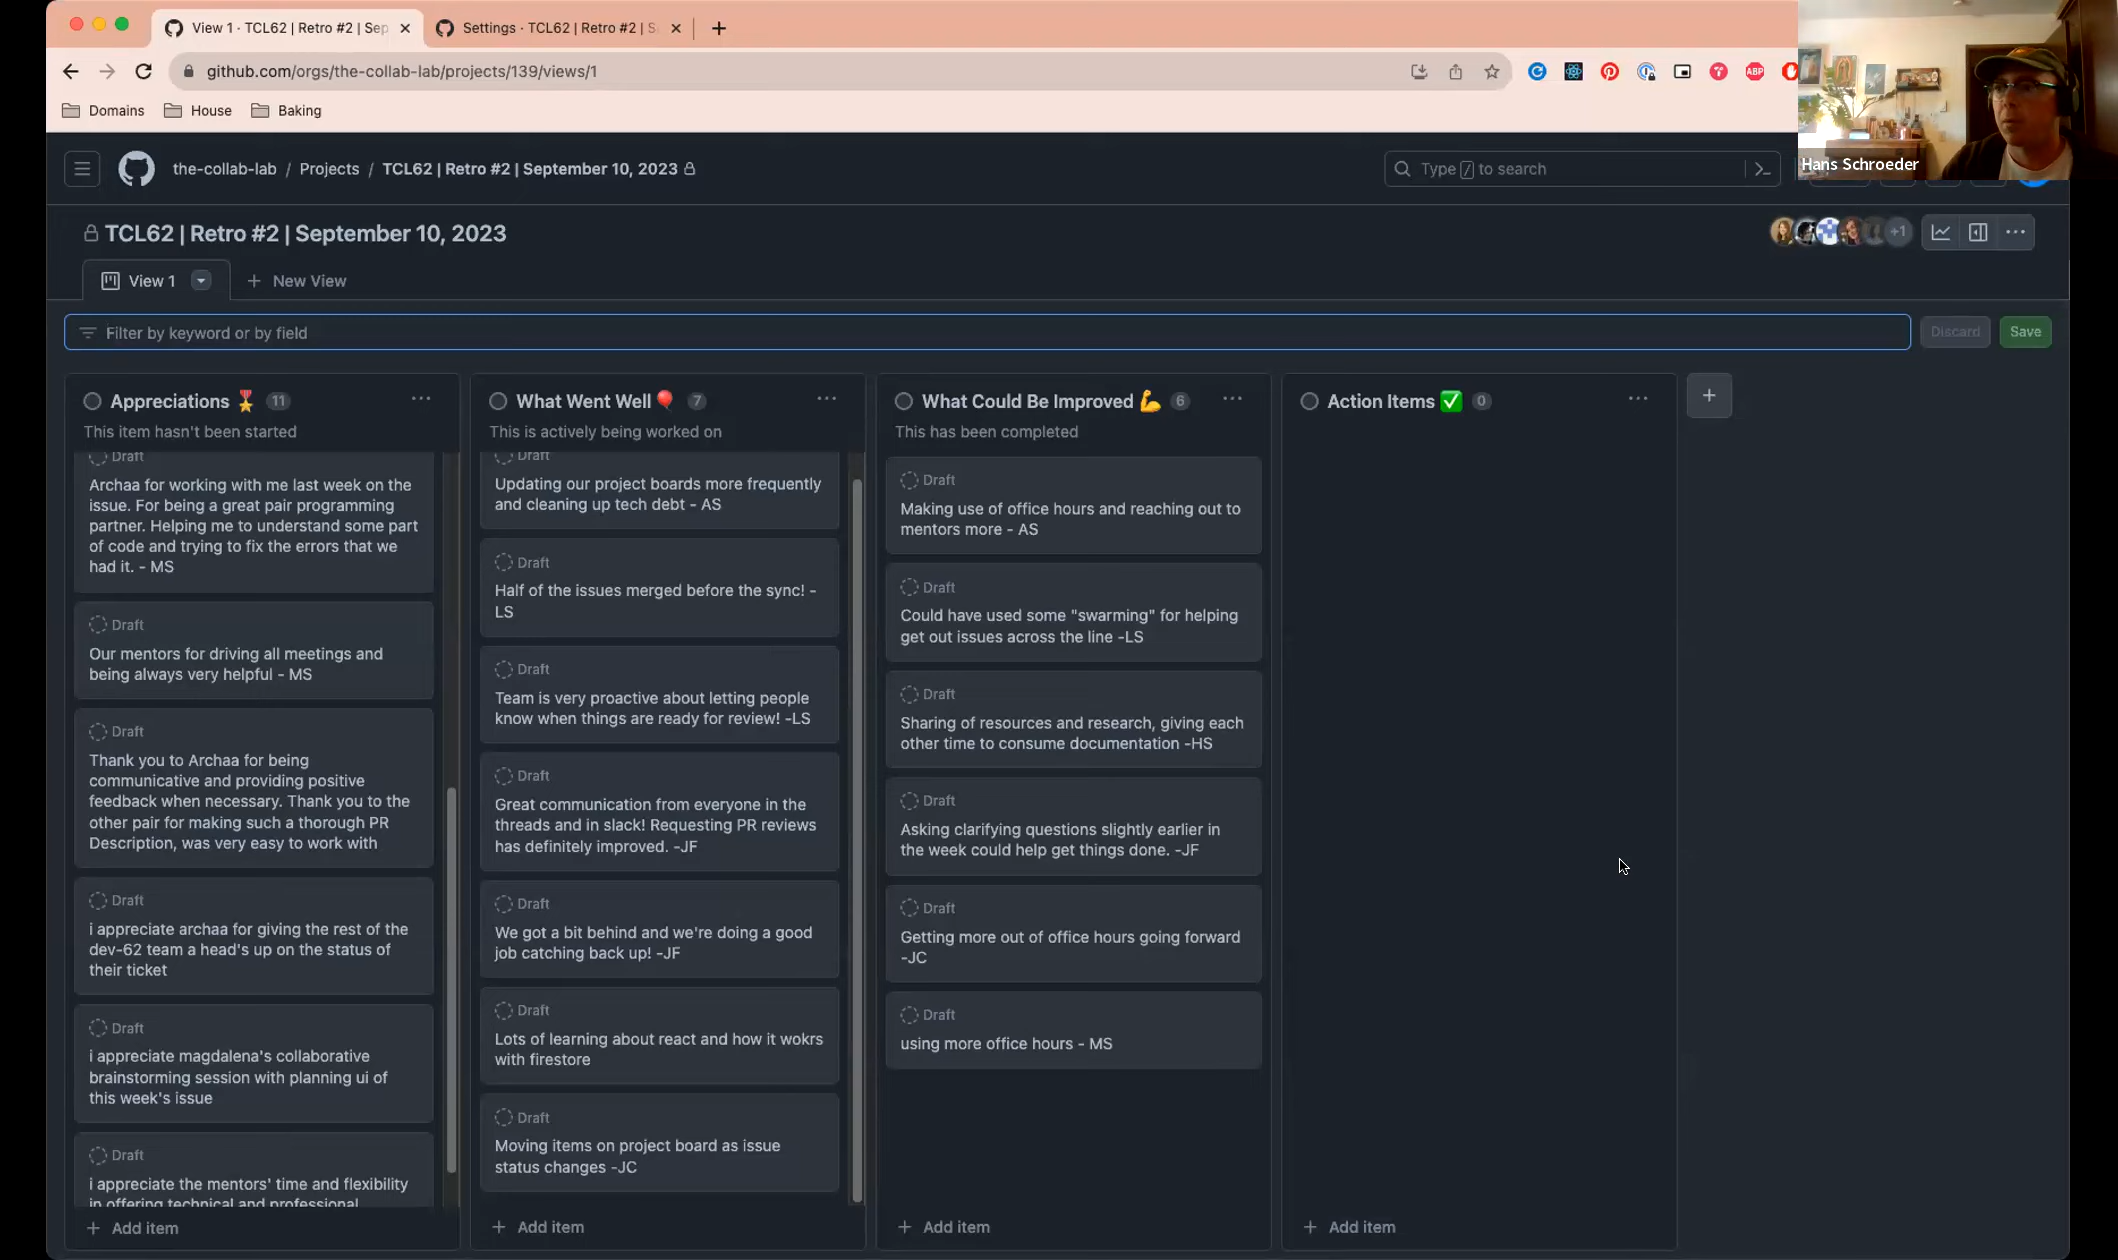 View 1 · TCL62 | Retro #2 | Sep
Settings · TCL62 | Retro #2 | S
github.com/orgs/the-collab-lab/projects/139/views/1
ABP
Domains
House
Baking
Hans Schroeder
the-collab-lab / Projects / TCL62 | Retro #2 | September 10, 2023
Type / to search
TCL62 | Retro #2 | September 10, 2023
+1
View 1
New View
Filter by keyword or by field
Discard
Save
Appreciations 🎖️ 11
This item hasn't been started
Draft
Archaa for working with me last week on the
issue. For being a great pair programming
partner. Helping me to understand some part
of code and trying to fix the errors that we
had it. - MS
Draft
Our mentors for driving all meetings and
being always very helpful - MS
Draft
Thank you to Archaa for being
communicative and providing positive
feedback when necessary. Thank you to the
other pair for making such a thorough PR
Description, was very easy to work with
Draft
i appreciate archaa for giving the rest of the
dev-62 team a head's up on the status of
their ticket
Draft
i appreciate magdalena's collaborative
brainstorming session with planning ui of
this week's issue
Draft
i appreciate the mentors' time and flexibility
in offering technical and professional
Add item
What Went Well🎈 7
This is actively being worked on
Draft
Updating our project boards more frequently
and cleaning up tech debt - AS
Draft
Half of the issues merged before the sync! -
LS
Draft
Team is very proactive about letting people
know when things are ready for review! -LS
Draft
Great communication from everyone in the
threads and in slack! Requesting PR reviews
has definitely improved. -JF
Draft
We got a bit behind and we're doing a good
job catching back up! -JF
Draft
Lots of learning about react and how it wokrs
with firestore
Draft
Moving items on project board as issue
status changes -JC
Add item
What Could Be Improved 💪 6
This has been completed
Draft
Making use of office hours and reaching out to
mentors more - AS
Draft
Could have used some "swarming" for helping
get out issues across the line -LS
Draft
Sharing of resources and research, giving each
other time to consume documentation -HS
Draft
Asking clarifying questions slightly earlier in
the week could help get things done. -JF
Draft
Getting more out of office hours going forward
-JC
Draft
using more office hours - MS
Add item
Action Items ✅ 0
Add item